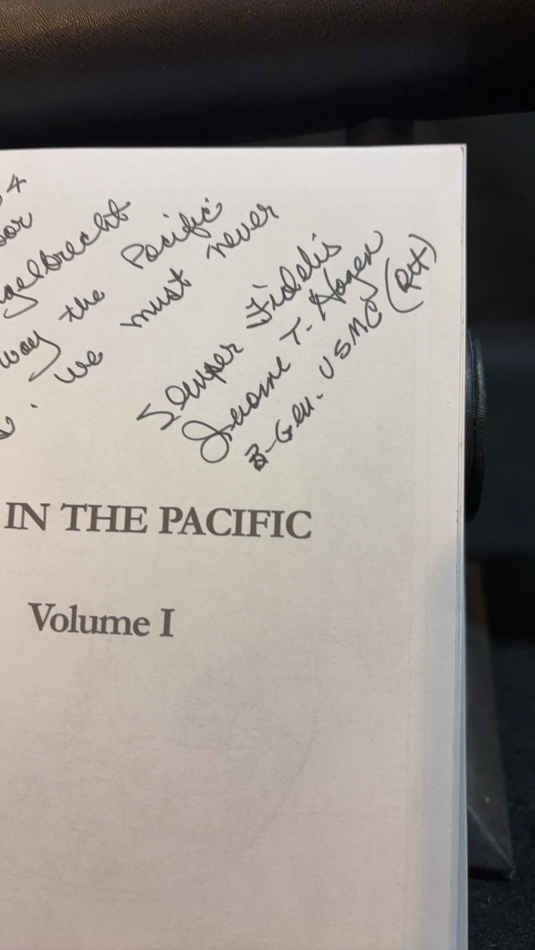 4
gelbrecht
way the Pacific
. we must never
Semper Fidelis
Jerome T. Hagen
B-Gen. USMC (Ret)
IN THE PACIFIC
Volume I